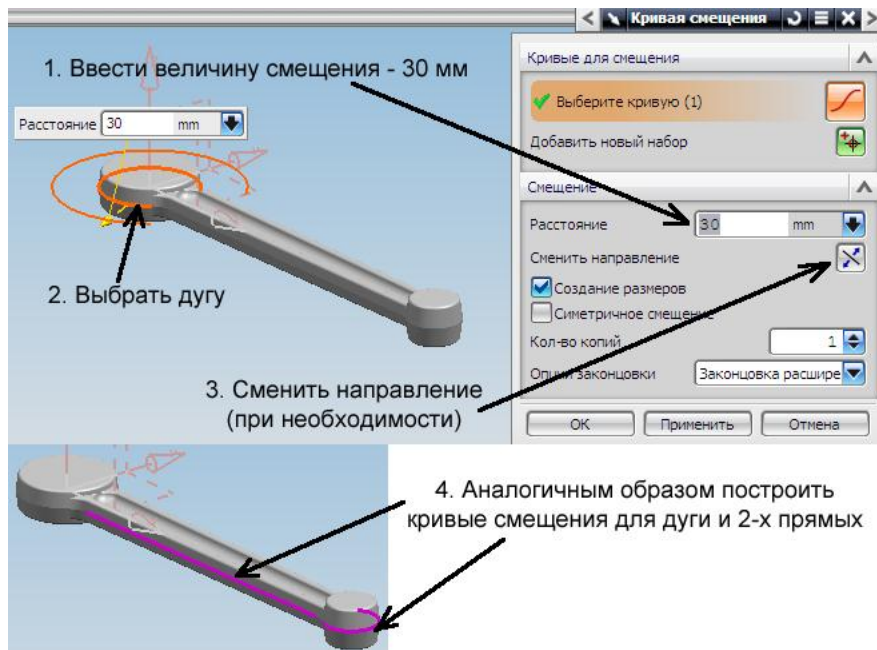 Кривая смещения
1. Ввести величину смещения - 30 мм
Кривые для смещения
Выберите кривую (1)
Расстояние 30 mm
Добавить новый набор
Смещение
Расстояние 30 mm
Сменить направление
2. Выбрать дугу
Создание размеров
Симетричное смещение
Кол-во копий 1
3. Сменить направление
(при необходимости)
Опции законцовки Законцовка расшире
ОК Применить Отмена
4. Аналогичным образом построить
кривые смещения для дуги и 2-х прямых